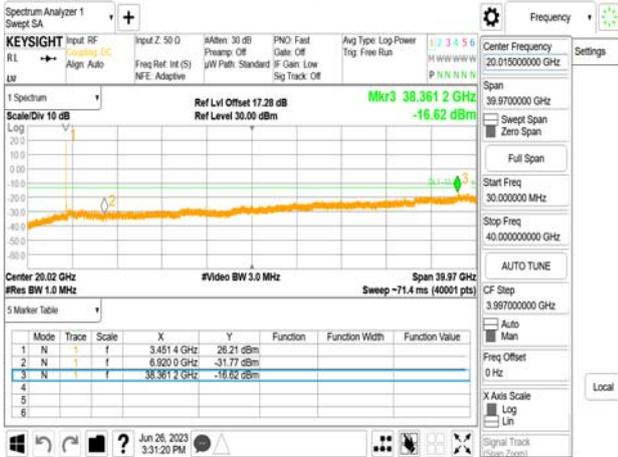 Spectrum Analyzer 1
Swept SA
+
Frequency
KEYSIGHT
RL
Input: RF
Coupling: DC
Align: Auto
Input Z: 50 Ω
Freq Ref: Int (S)
NFE: Adaptive
#Atten: 30 dB
Preamp: Off
µW Path: Standard
PNO: Fast
Gate: Off
IF Gain: Low
Sig Track: Off
Avg Type: Log-Power
Trig: Free Run
1 2 3 4 5 6
M W W W W W
P N N N N N
1 Spectrum
Scale/Div 10 dB
Log
Ref Lvl Offset 17.28 dB
Ref Level 30.00 dBm
Mkr3 38.361 2 GHz
-16.62 dBm
20.0
10.0
0.00
-10.0
-20.0
-30.0
-40.0
-50.0
-60.0
1
2
3
Center 20.02 GHz
#Res BW 1.0 MHz
#Video BW 3.0 MHz
Span 39.97 GHz
Sweep ~71.4 ms (40001 pts)
5 Marker Table
Mode Trace Scale X Y Function Function Width Function Value
1 N 1 f 3.451 4 GHz 26.21 dBm
2 N 1 f 6.920 0 GHz -31.77 dBm
3 N 1 f 38.361 2 GHz -16.62 dBm
4
5
6
Jun 26, 2023
3:31:20 PM
Center Frequency
20.015000000 GHz
Span
39.9700000 GHz
Swept Span
Zero Span
Full Span
Start Freq
30.000000 MHz
Stop Freq
40.000000000 GHz
AUTO TUNE
CF Step
3.997000000 GHz
Auto
Man
Freq Offset
0 Hz
X Axis Scale
Log
Lin
Signal Track
(Span Zoom)
Settings
Local